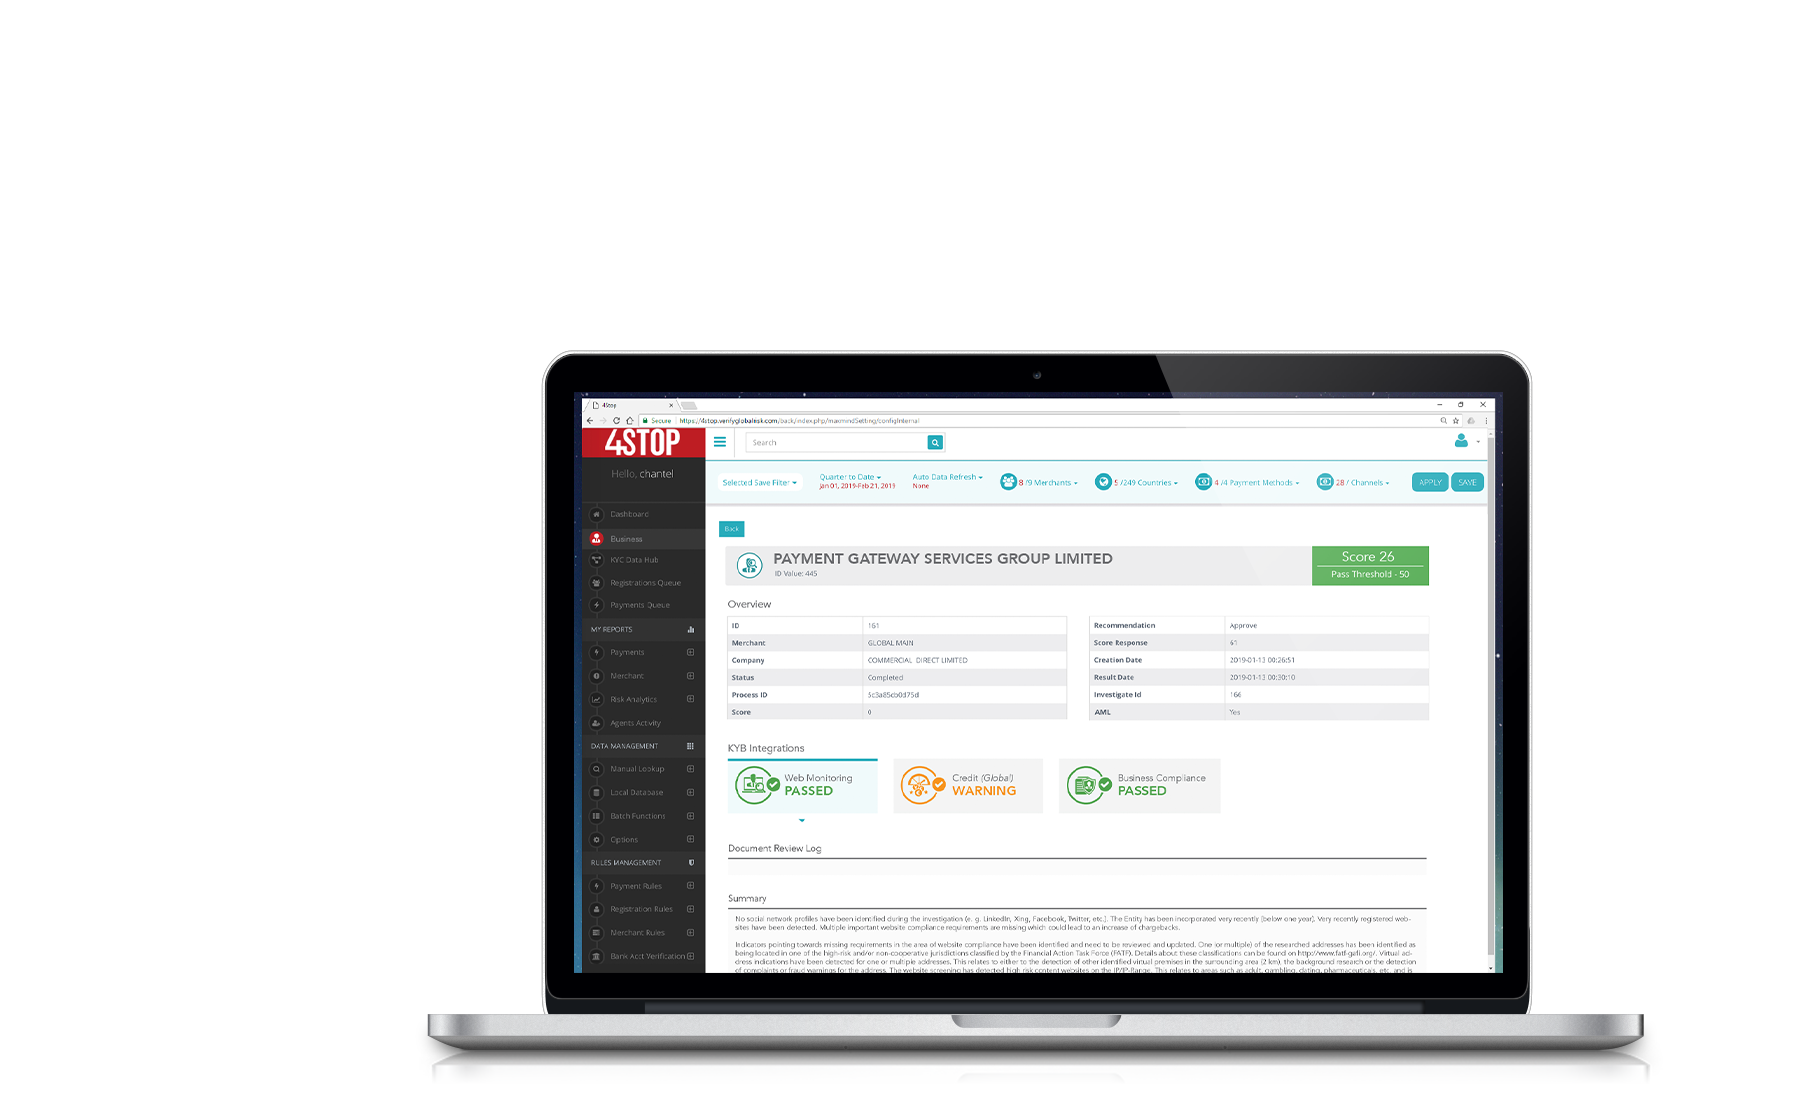 4Stop
Secure https://4stop.verifyglobalrisk.com/back/index.php/maxmindSetting/configInternal
4STOP
Search
Hello, chantel
Selected Save Filter
Quarter to Date
Jan 01, 2019-Feb 21, 2019
Auto Data Refresh
None
8 /9 Merchants
5 /249 Countries
4 /4 Payment Methods
28 / Channels
APPLY
SAVE
Dashboard
Business
KYC Data Hub
Registrations Queue
Payments Queue
MY REPORTS
Payments
Merchant
Risk Analytics
Agents Activity
DATA MANAGEMENT
Manual Lookup
Local Database
Batch Functions
Options
RULES MANAGEMENT
Payment Rules
Registration Rules
Merchant Rules
Bank Acct Verification
Back
PAYMENT GATEWAY SERVICES GROUP LIMITED
ID Value: 445
Score 26
Pass Threshold - 50
Overview
ID 161
Merchant GLOBAL MAIN
Company COMMERCIAL DIRECT LIMITED
Status Completed
Process ID 5c3a85cb0d75d
Score 0
Recommendation Approve
Score Response 61
Creation Date 2019-01-13 00:26:51
Result Date 2019-01-13 00:30:10
Investigate Id 166
AML Yes
KYB Integrations
Web Monitoring
PASSED
Credit (Global)
WARNING
Business Compliance
PASSED
Document Review Log
Summary
No social network profiles have been identified during the investigation (e. g. LinkedIn, Xing, Facebook, Twitter, etc.). The Entity has been incorporated very recently (below one year). Very recently registered web-
sites have been detected. Multiple important website compliance requirements are missing which could lead to an increase of chargebacks.
Indicators pointing towards missing requirements in the area of website compliance have been identified and need to be reviewed and updated. One (or multiple) of the researched addresses has been identified as
being located in one of the high-risk and/or non-cooperative jurisdictions classified by the Financial Action Task Force (FATF). Details about these classifications can be found on http://www.fatf-gafi.org/. Virtual ad-
dress indications have been detected for one or multiple addresses. This relates to either to the detection of other identified virtual premises in the surrounding area (2 km), the background research or the detection
of complaints or fraud warnings for the address. The website screening has detected high risk content websites on the IP/IP-Range. This relates to areas such as adult, gambling, dating, pharmaceuticals, etc. and is